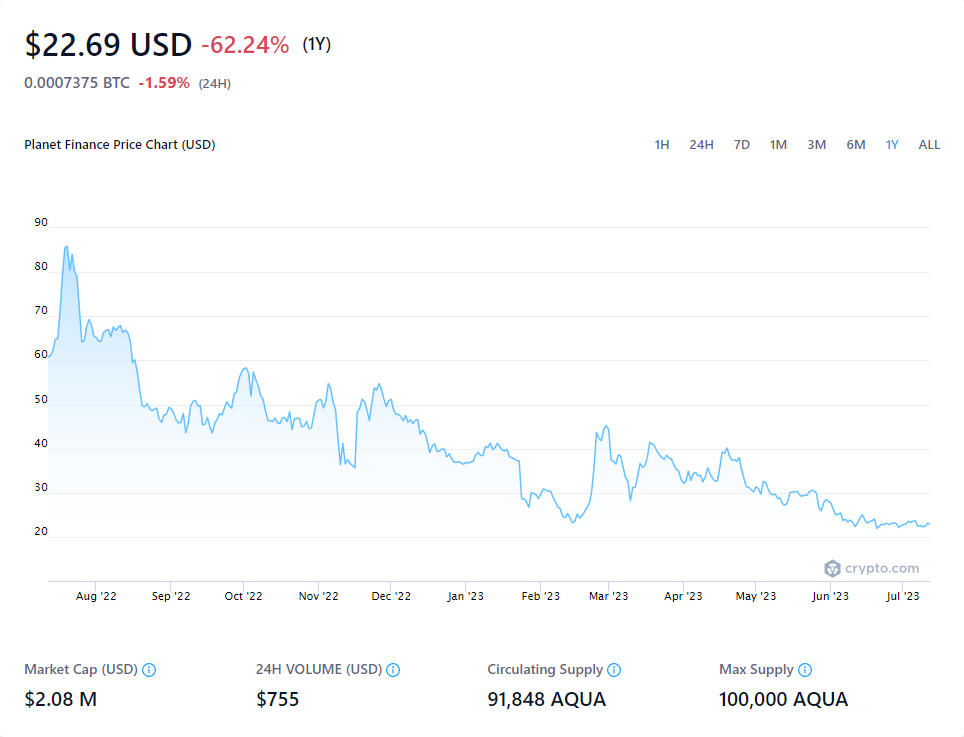 $22.69 USD -62.24% (1Y)
0.0007375 BTC -1.59% (24H)
Planet Finance Price Chart (USD) 1H 24H 7D 1M 3M 6M 1Y ALL
90
80
70
60
50
40
30
20
crypto.com
Aug '22 Sep '22 Oct '22 Nov '22 Dec '22 Jan '23 Feb '23 Mar '23 Apr '23 May '23 Jun '23 Jul '23
Market Cap (USD) 24H VOLUME (USD) Circulating Supply Max Supply
$2.08 M $755 91,848 AQUA 100,000 AQUA